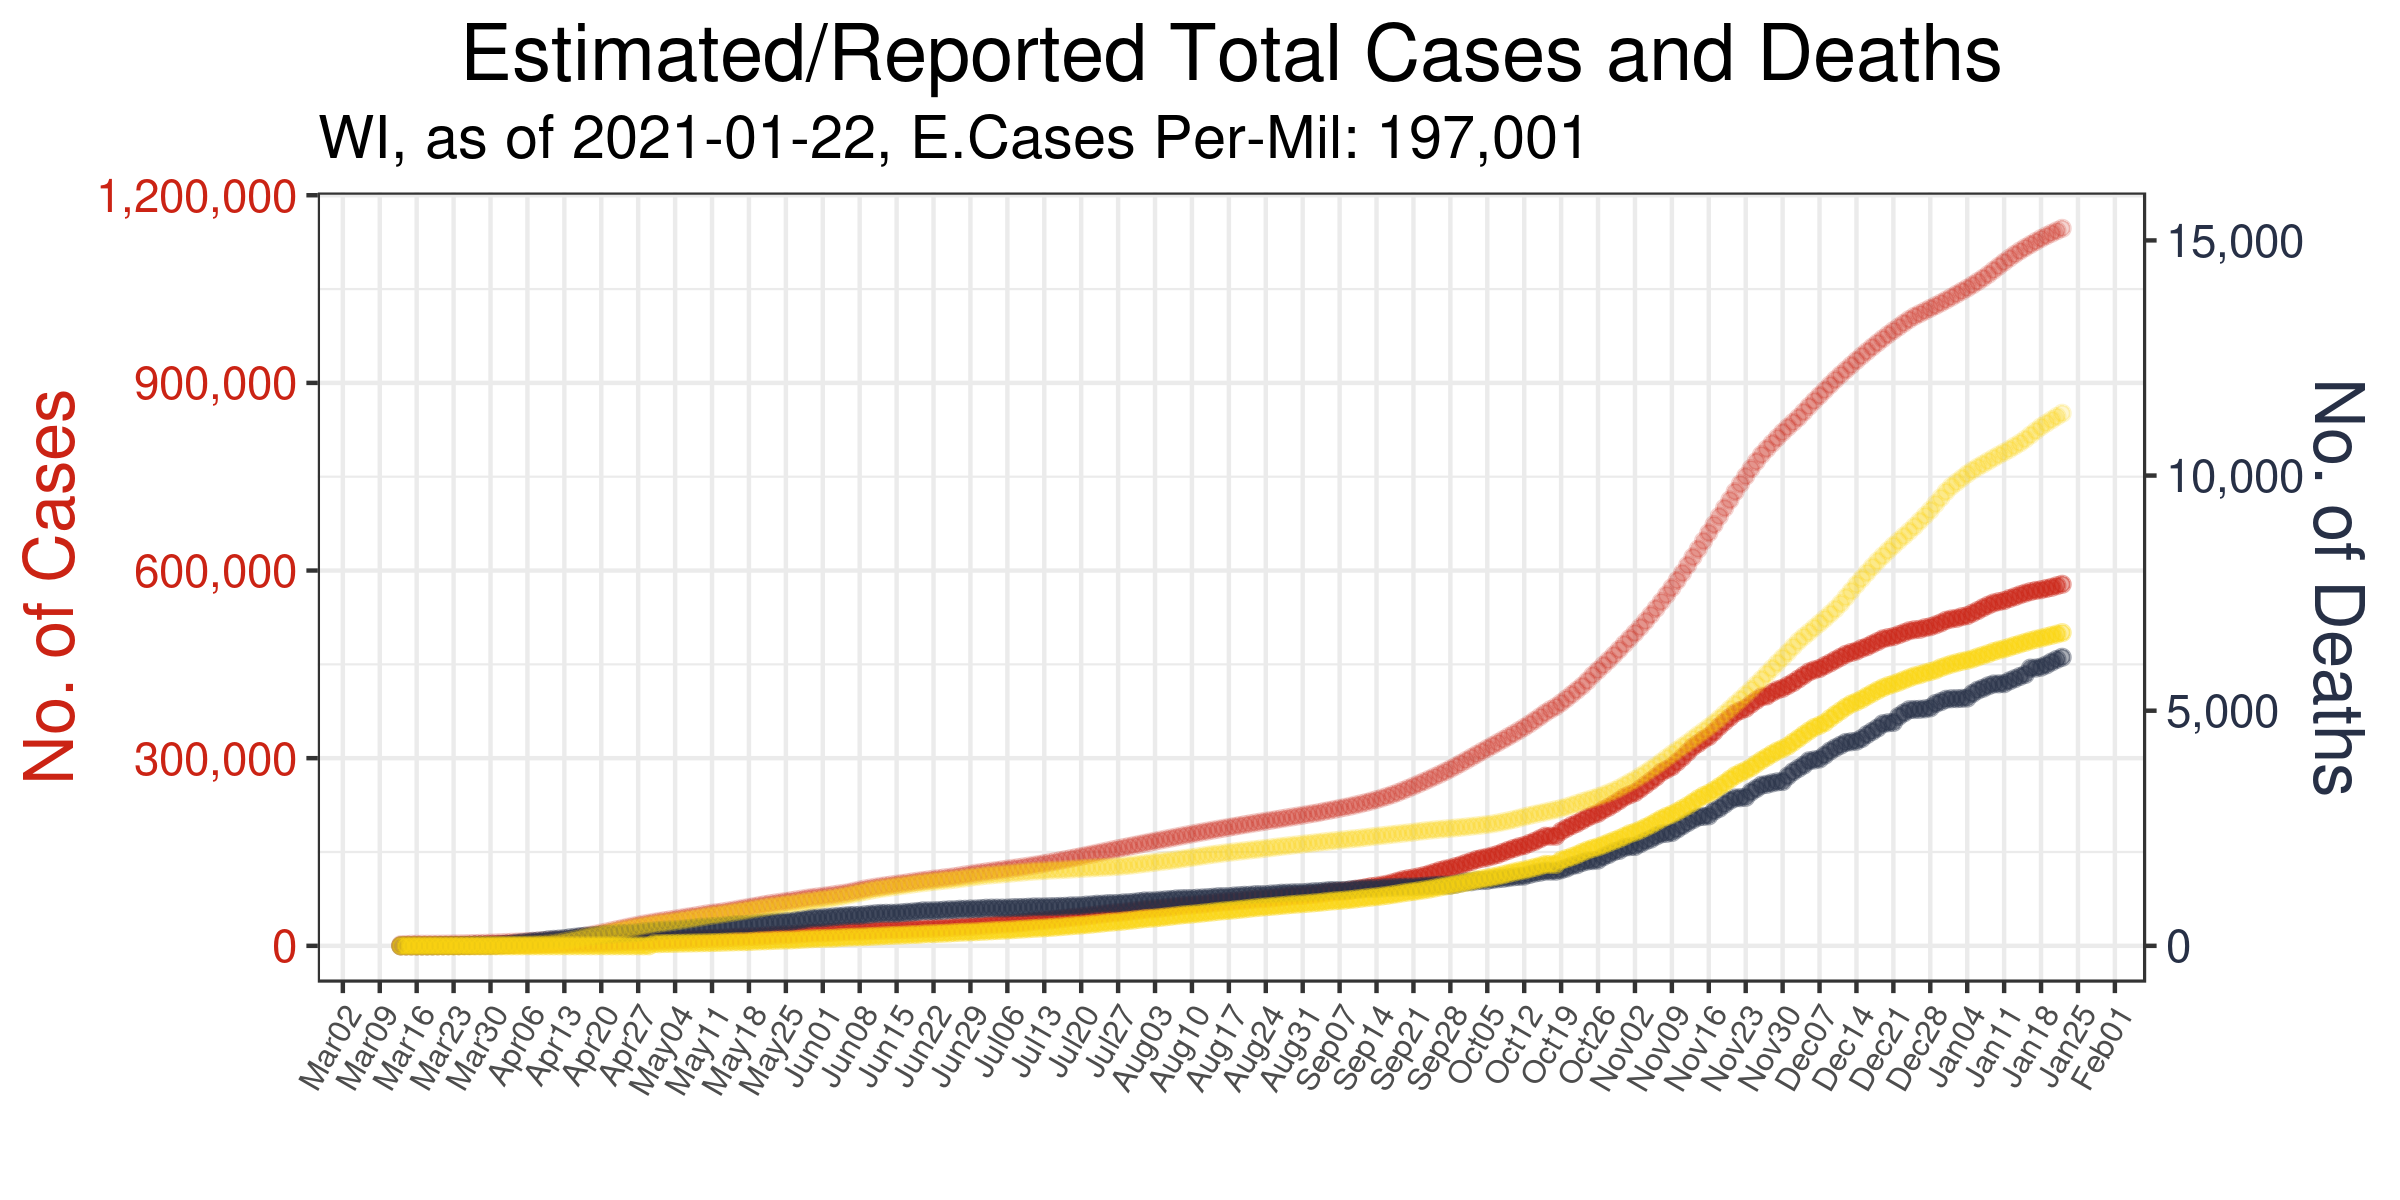 Estimated/Reported Total Cases and Deaths
WI, as of 2021-01-22, E.Cases Per-Mil: 197,001
No. of Cases
1,200,000
900,000
600,000
300,000
0
15,000
10,000
5,000
0
No. of Deaths
Mar02
Mar09
Mar16
Mar23
Mar30
Apr06
Apr13
Apr20
Apr27
May04
May11
May18
May25
Jun01
Jun08
Jun15
Jun22
Jun29
Jul06
Jul13
Jul20
Jul27
Aug03
Aug10
Aug17
Aug24
Aug31
Sep07
Sep14
Sep21
Sep28
Oct05
Oct12
Oct19
Oct26
Nov02
Nov09
Nov16
Nov23
Nov30
Dec07
Dec14
Dec21
Dec28
Jan04
Jan11
Jan18
Jan25
Feb01